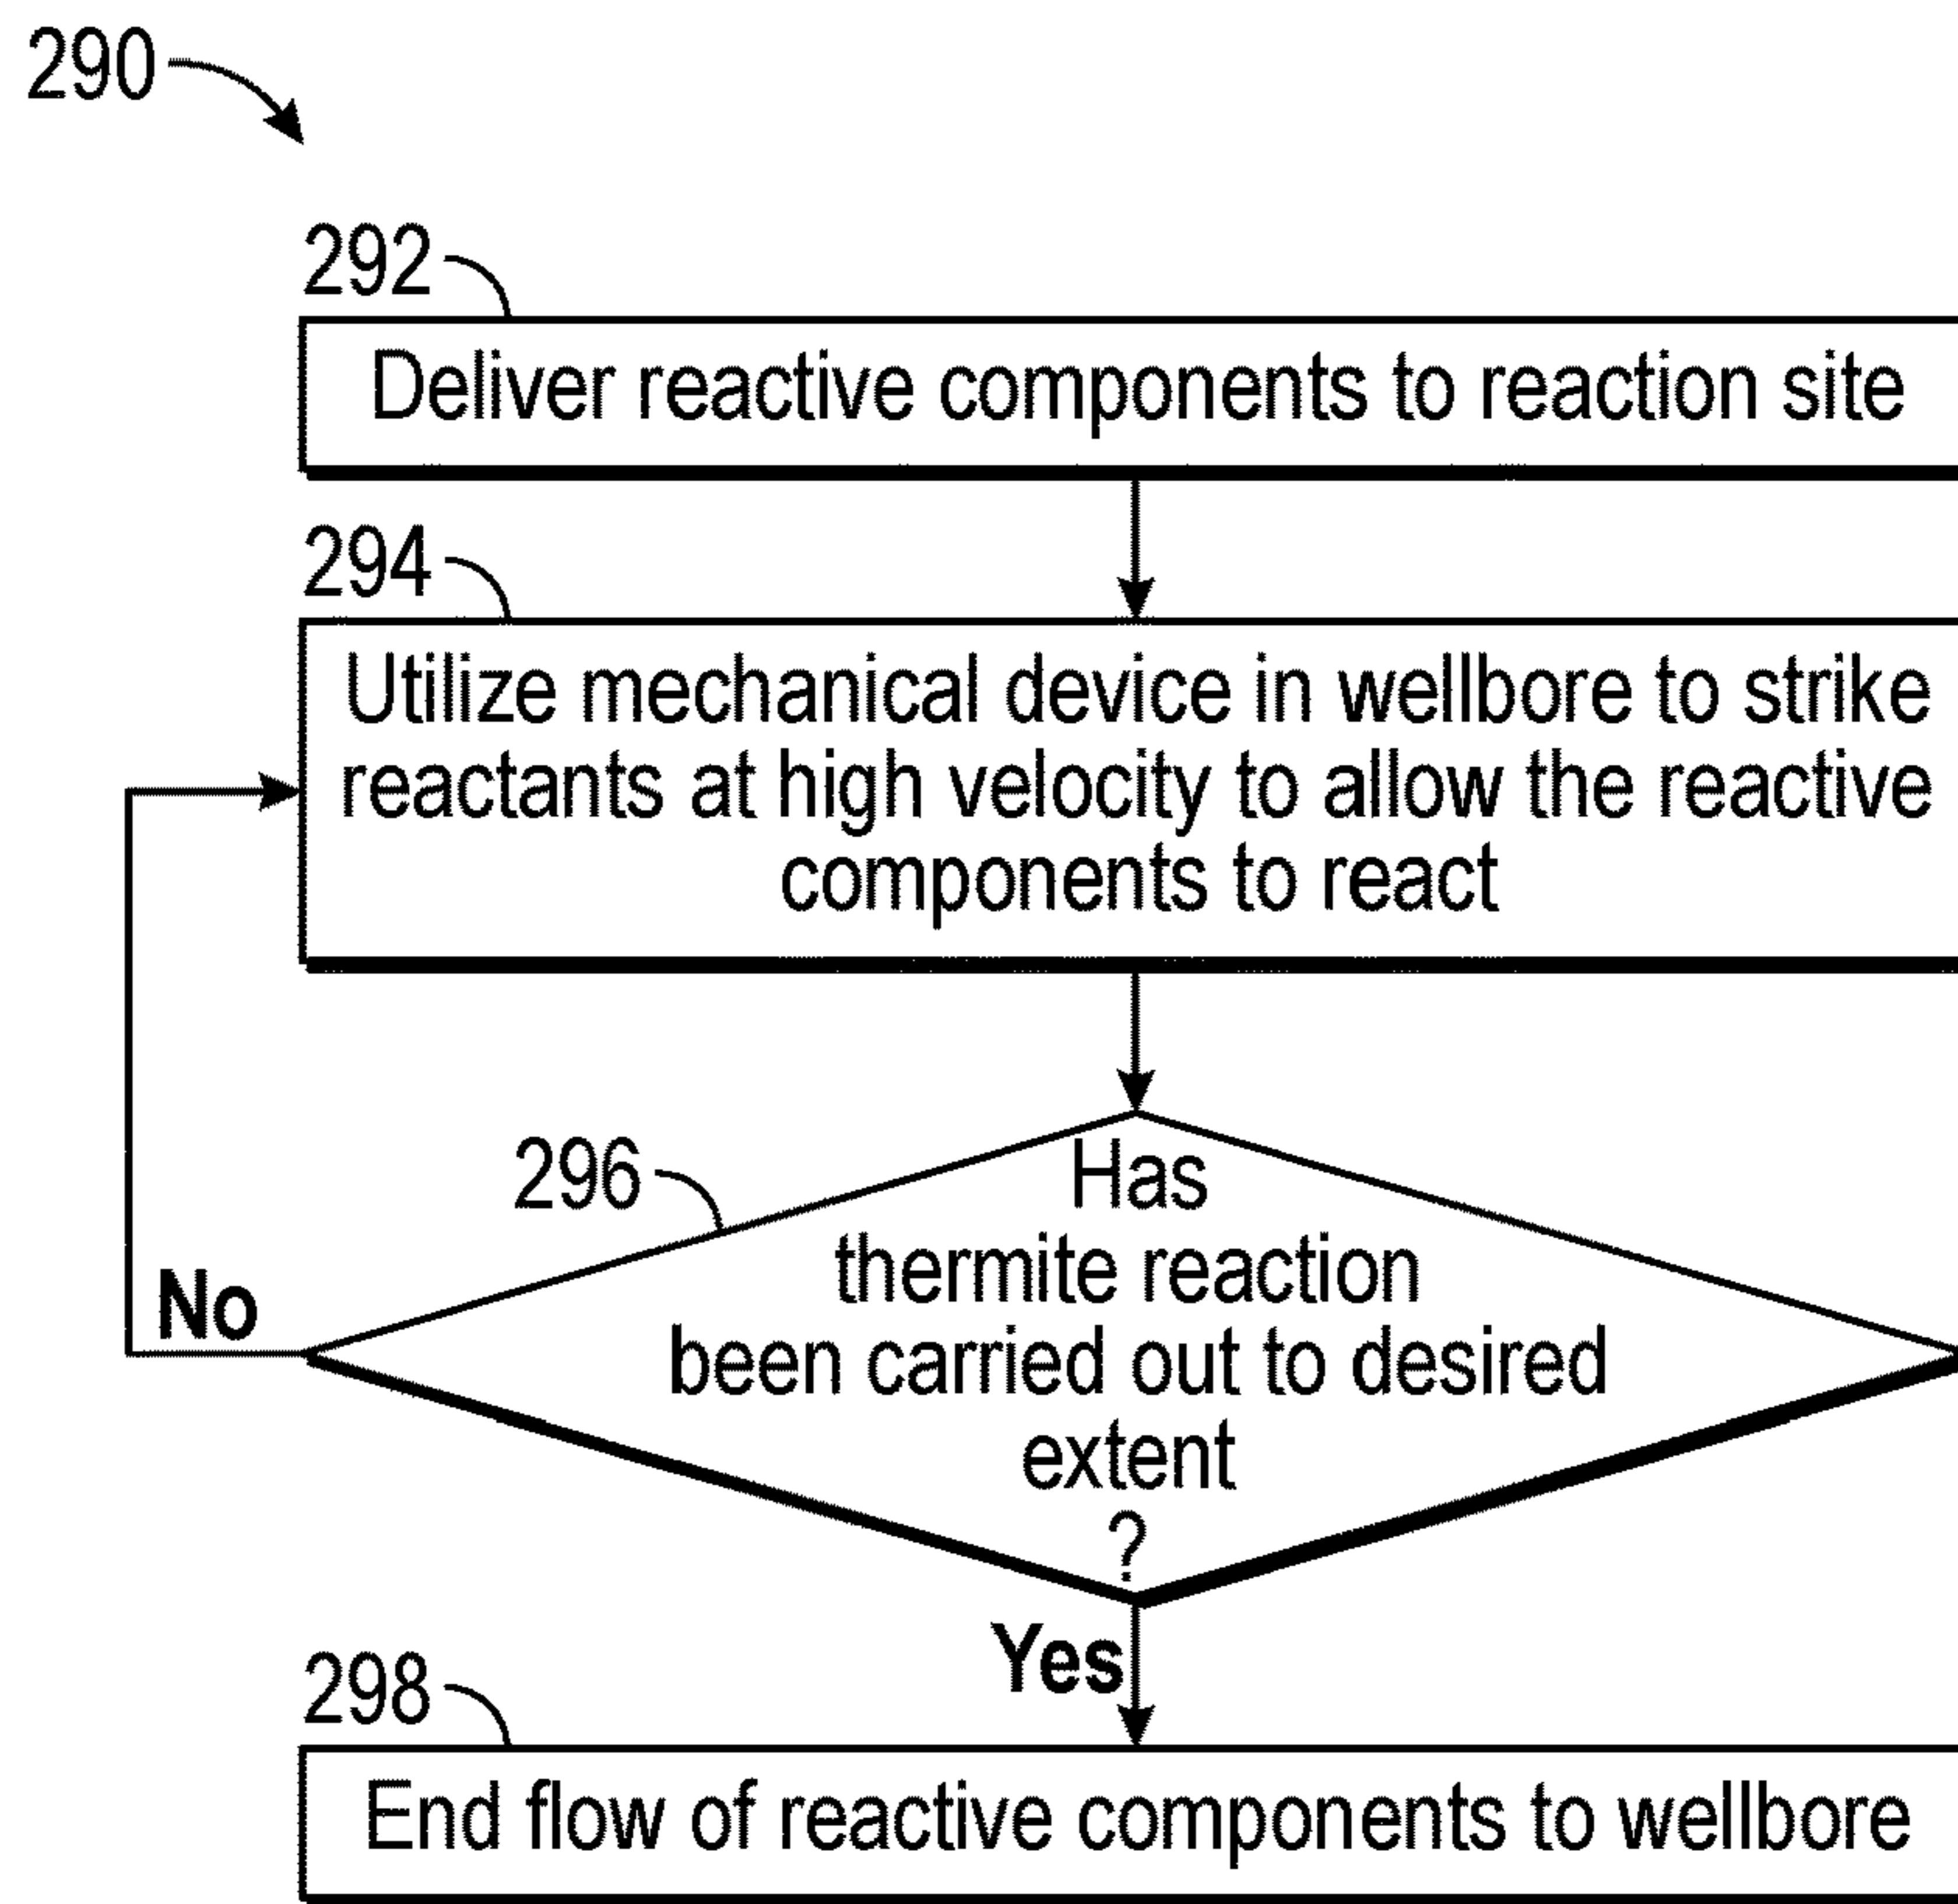 290
292
Deliver reactive components to reaction site
294
Utilize mechanical device in wellbore to strike
reactants at high velocity to allow the reactive
components to react
296
Has
thermite reaction
been carried out to desired
extent
?
No
Yes
298
End flow of reactive components to wellbore